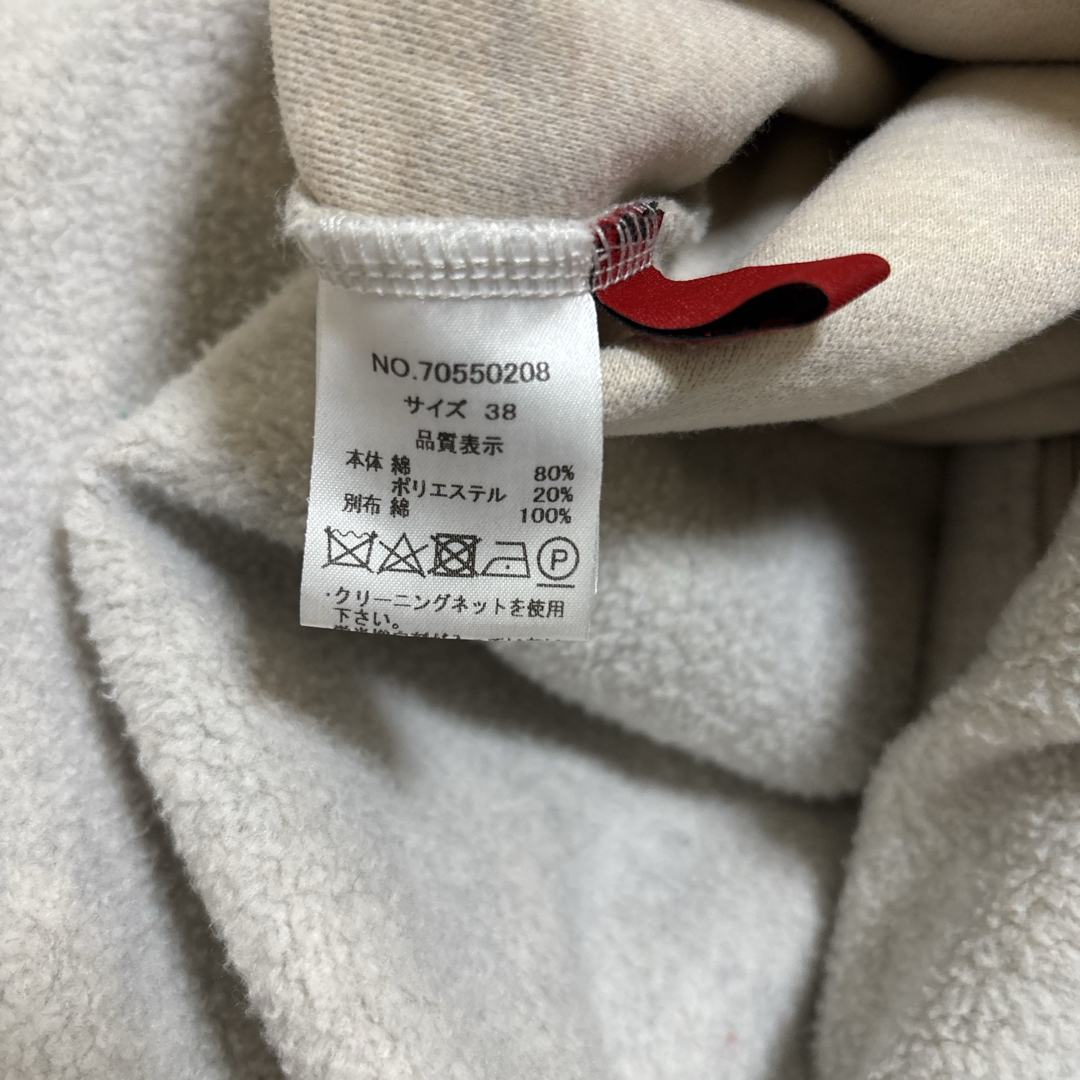 NO.70550208
サイズ 38
品質表示
本体 綿 80%
ポリエステル 20%
別布 綿 100%
P
・クリーニングネットを使用
下さい。